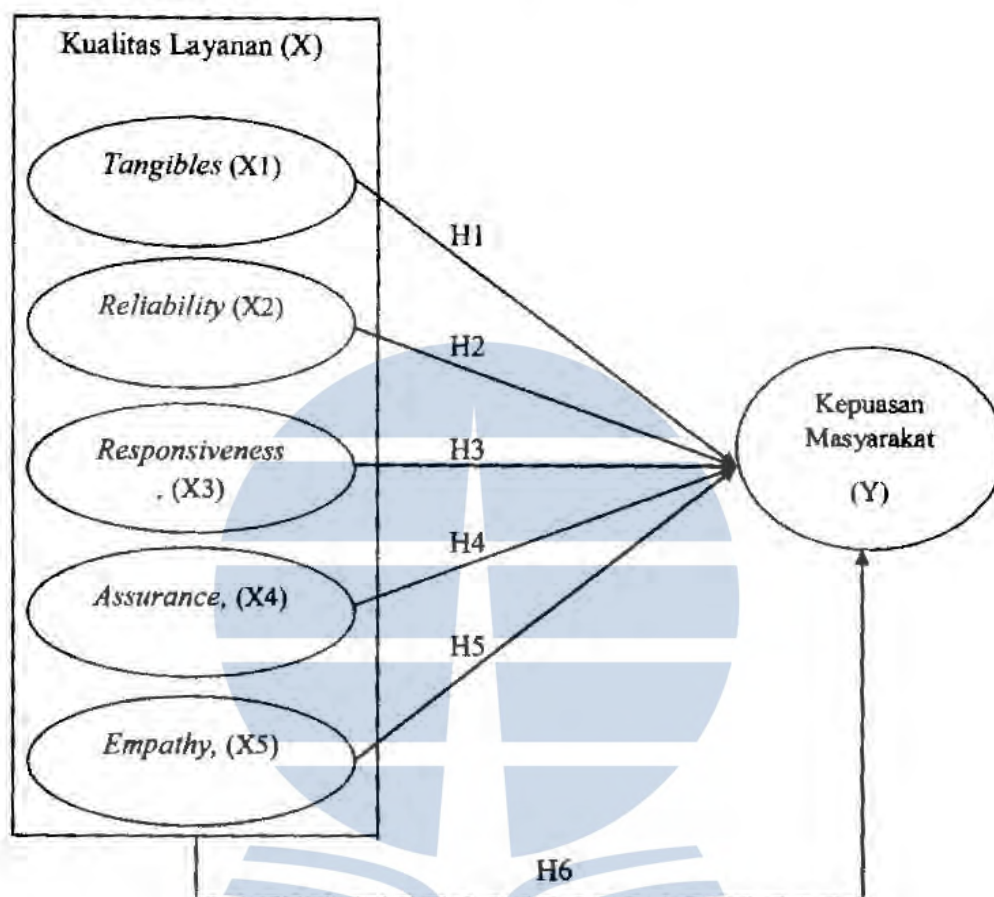 Kualitas Layanan (X)
Tangibles (X1)
H1
Reliability (X2)
H2
Responsiveness
, (X3)
H3
Kepuasan
Masyarakat
(Y)
Assurance, (X4)
H4
Empathy, (X5)
H5
H6